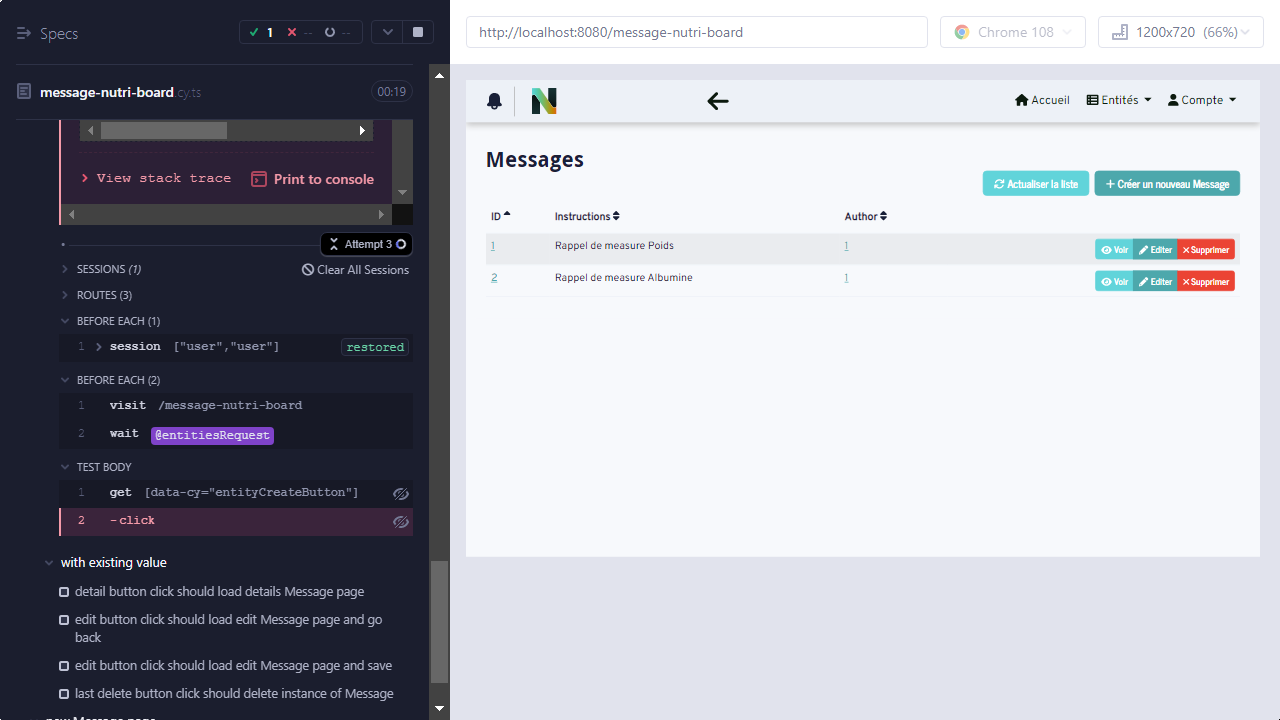 Specs
1
--
--
message-nutri-board.cy.ts
00:19
View stack trace
Print to console
Attempt 3
SESSIONS (1)
Clear All Sessions
ROUTES (3)
BEFORE EACH (1)
1 session ["user","user"] restored
BEFORE EACH (2)
1 visit /message-nutri-board
2 wait @entitiesRequest
TEST BODY
1 get [data-cy="entityCreateButton"]
2 -click
with existing value
detail button click should load details Message page
edit button click should load edit Message page and go
back
edit button click should load edit Message page and save
last delete button click should delete instance of Message
new Message page
http://localhost:8080/message-nutri-board
Chrome 108
1200x720 (66%)
Accueil
Entités
Compte
Messages
Actualiser la liste
Créer un nouveau Message
ID Instructions Author
1 Rappel de measure Poids 1 Voir Editer Supprimer
2 Rappel de measure Albumine 1 Voir Editer Supprimer